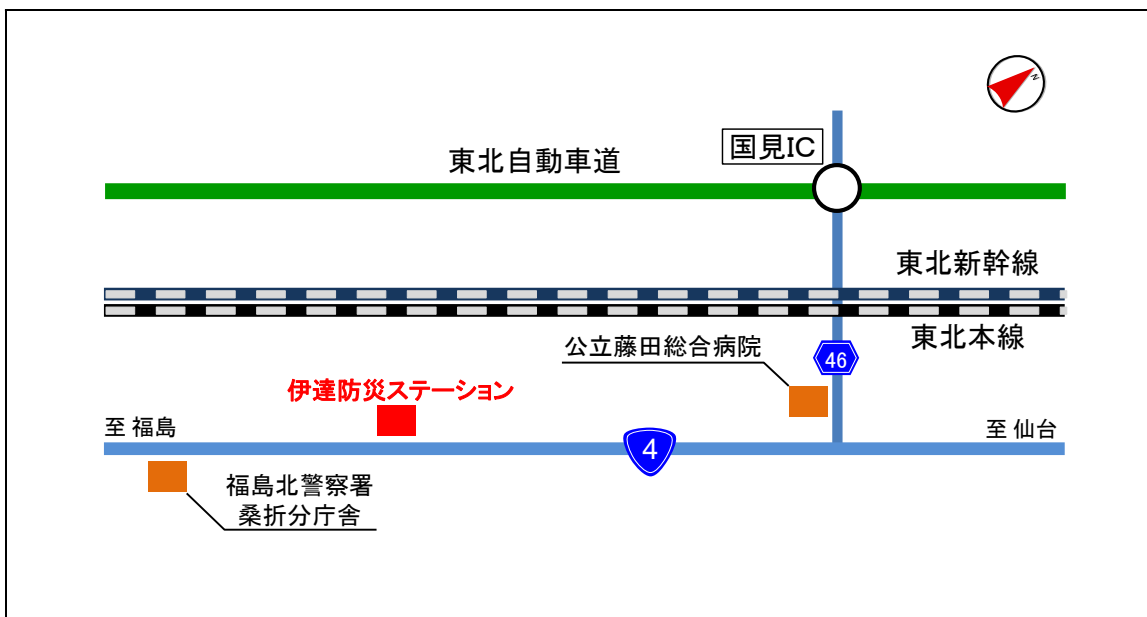 N
国見IC
東北自動車道
東北新幹線
東北本線
公立藤田総合病院
46
伊達防災ステーション
至 福島
至 仙台
4
福島北警察署
桑折分庁舎